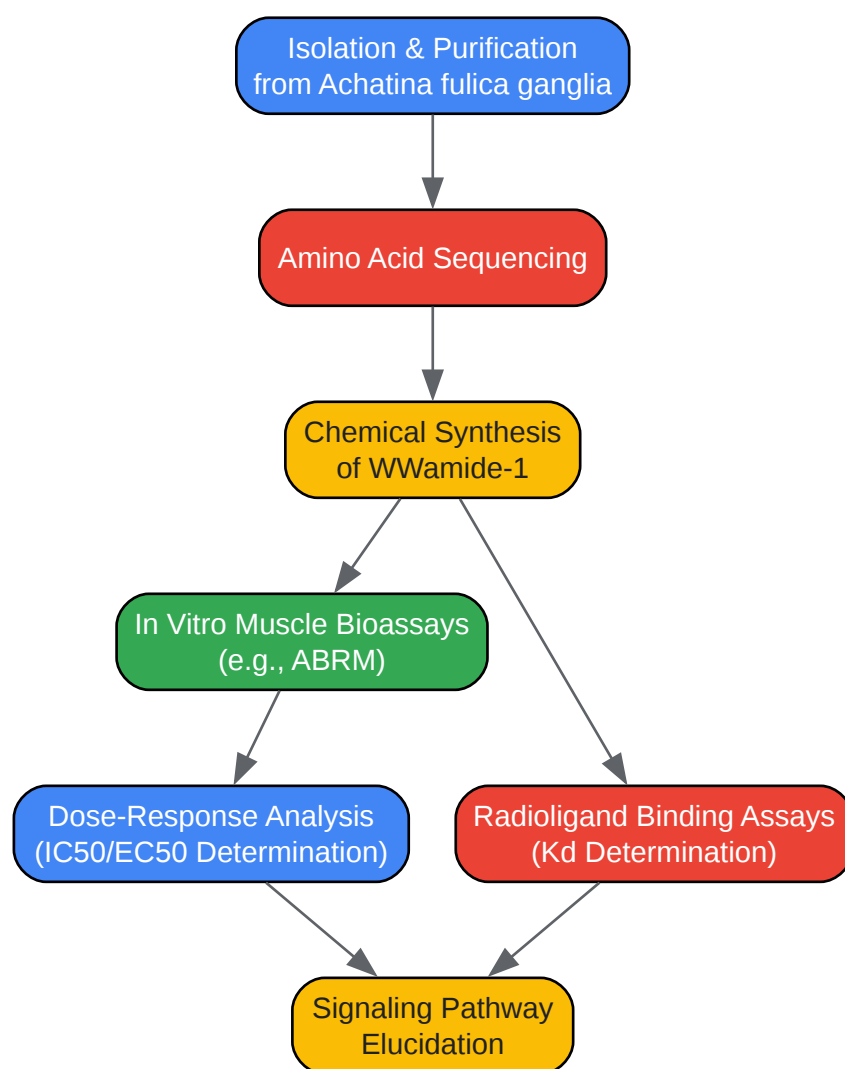 Isolation & Purification
from Achatina fulica ganglia
Amino Acid Sequencing
Chemical Synthesis
of WWamide-1
In Vitro Muscle Bioassays
(e.g., ABRM)
Dose-Response Analysis
(IC50/EC50 Determination)
Radioligand Binding Assays
(Kd Determination)
Signaling Pathway
Elucidation